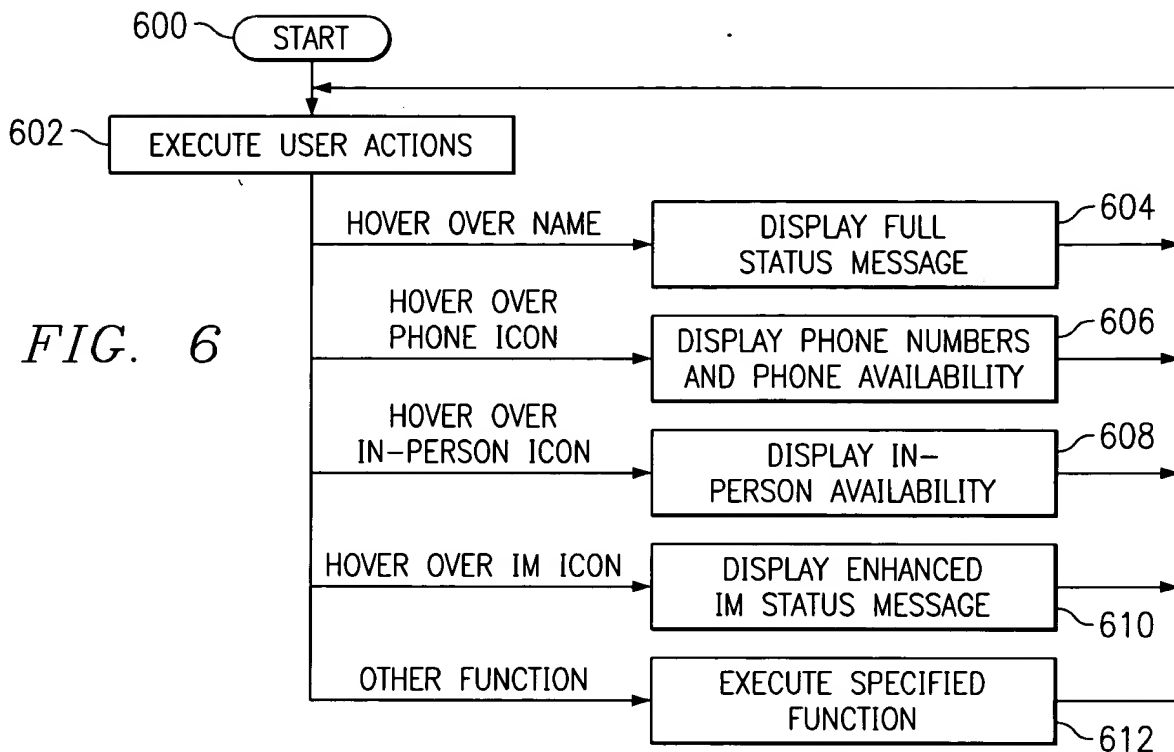 600
START
602
EXECUTE USER ACTIONS
HOVER OVER NAME
DISPLAY FULL
STATUS MESSAGE
604
FIG. 6
HOVER OVER
PHONE ICON
DISPLAY PHONE NUMBERS
AND PHONE AVAILABILITY
606
HOVER OVER
IN-PERSON ICON
DISPLAY IN-
PERSON AVAILABILITY
608
HOVER OVER IM ICON
DISPLAY ENHANCED
IM STATUS MESSAGE
610
OTHER FUNCTION
EXECUTE SPECIFIED
FUNCTION
612